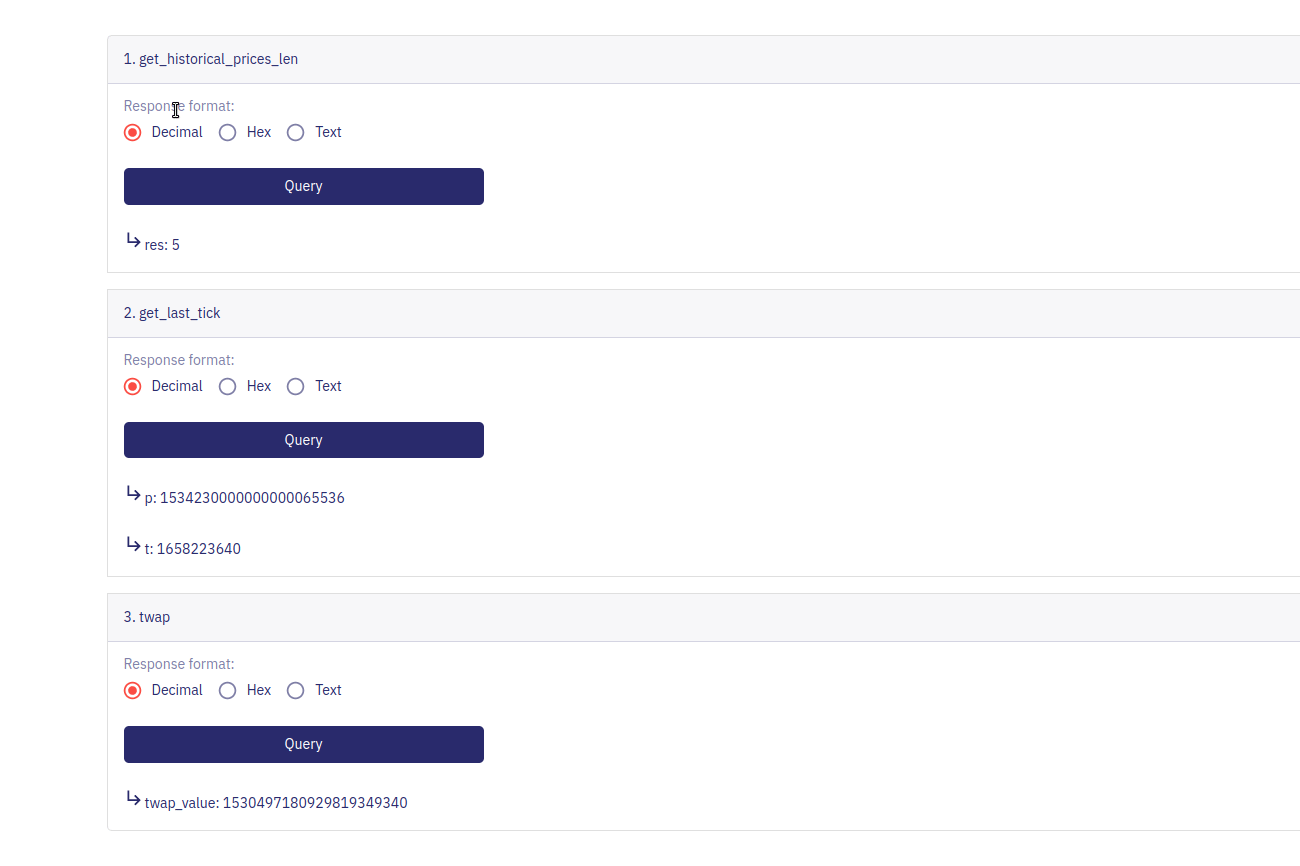 1. get_historical_prices_len
Response format:
Decimal Hex Text
Query
res: 5
2. get_last_tick
Response format:
Decimal Hex Text
Query
p: 1534230000000000065536
t: 1658223640
3. twap
Response format:
Decimal Hex Text
Query
twap_value: 1530497180929819349340